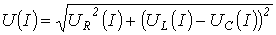 U(I) = √(U_R²(I) + (U_L(I) − U_C(I))²)